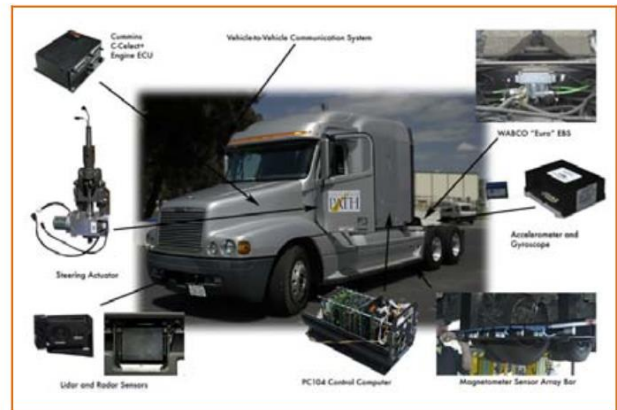 Cummins
C-Celect+
Engine ECU
Vehicle-to-Vehicle Communication System
WABCO "Euro" EBS
PATH
Accelerometer and
Gyroscope
Steering Actuator
Lidar and Radar Sensors
PC104 Control Computer
Magnetometer Sensor Array Bar